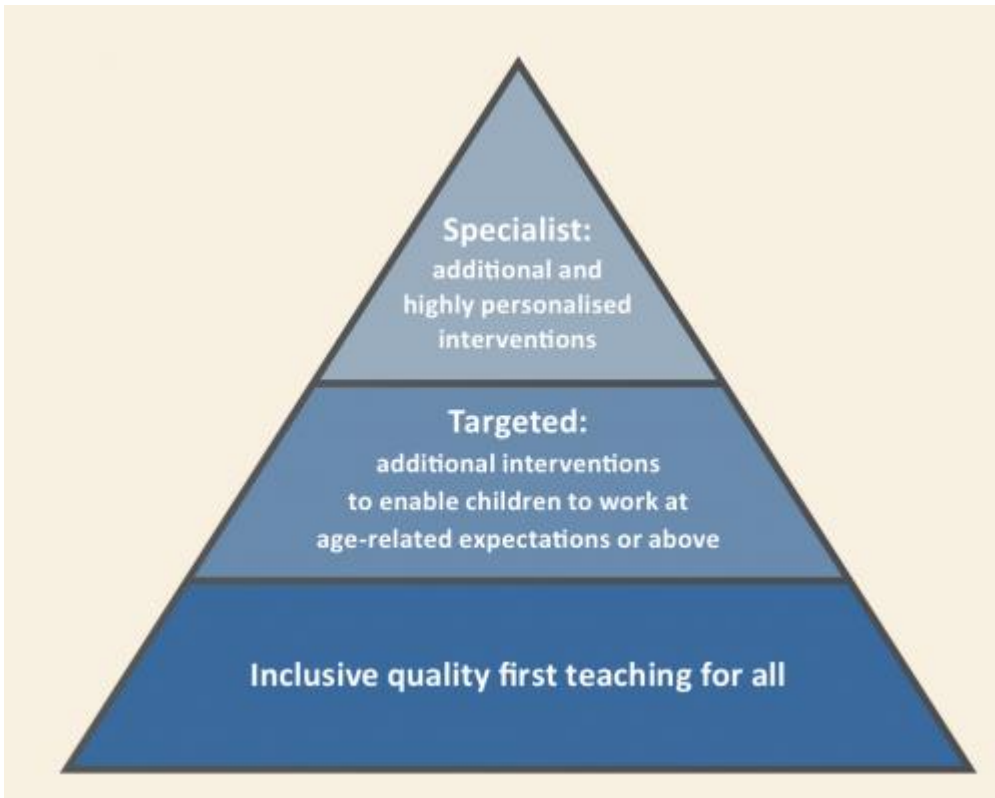 Specialist:
additional and
highly personalised
interventions
Targeted:
additional interventions
to enable children to work at
age-related expectations or above
Inclusive quality first teaching for all